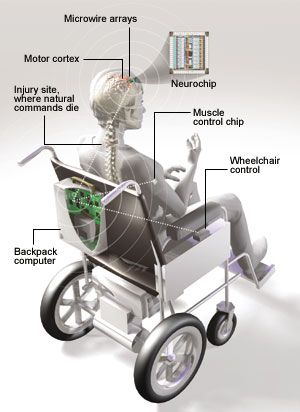 Microwire arrays
Motor cortex
Neurochip
Injury site,
where natural
commands die
Muscle
control chip
Wheelchair
control
Backpack
computer